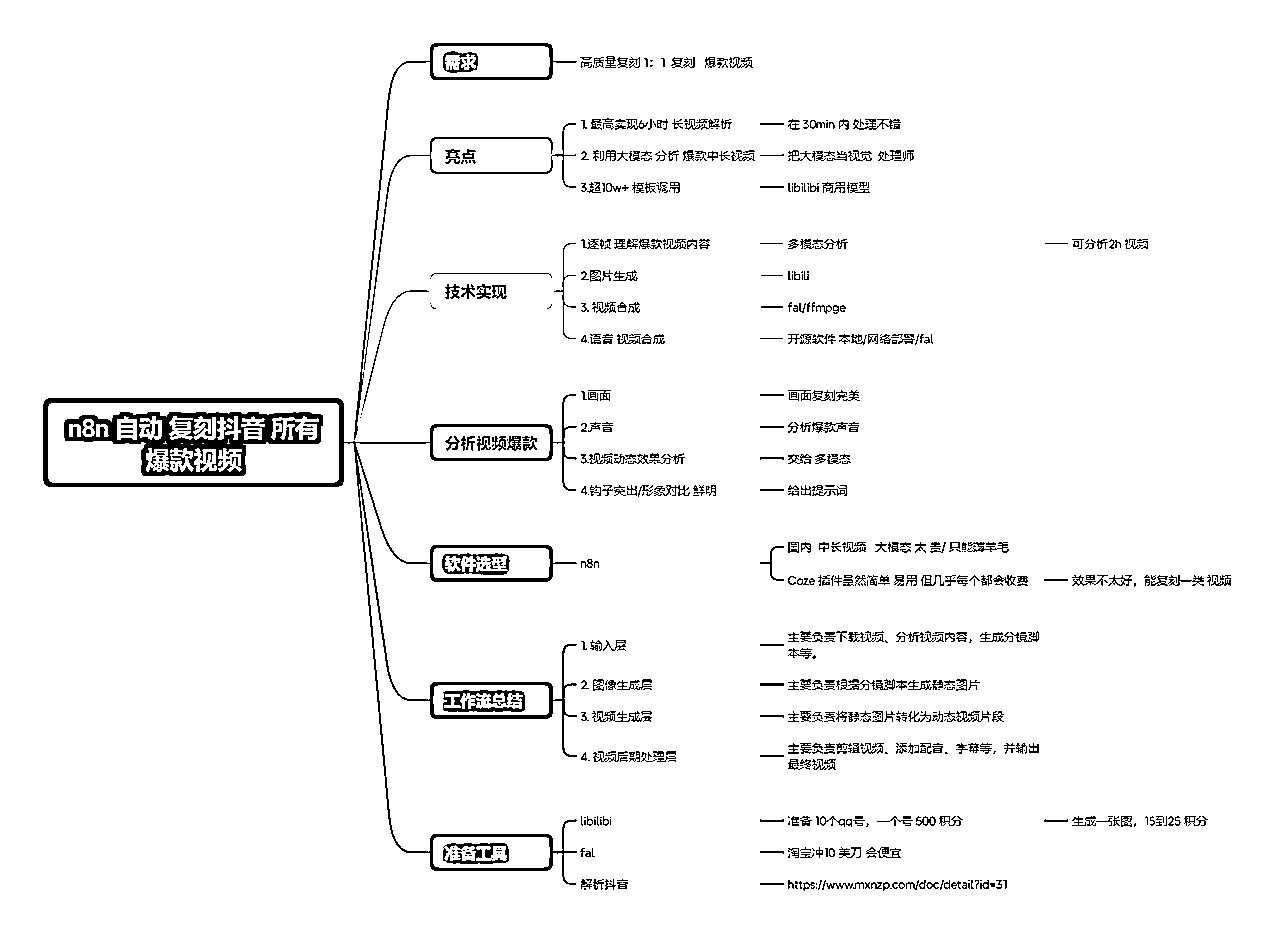 n8n 自动 复刻抖音 所有
爆款视频
需求
高质量复刻 1：1 复刻 爆款视频
亮点
1. 最高实现6小时 长视频解析
在 30min 内 处理不错
2. 利用大模态 分析 爆款中长视频
把大模态当视觉 处理师
3.超10w+ 模板调用
libilibi 商用模型
技术实现
1.逐帧 理解爆款视频内容
多模态分析
可分析2h 视频
2.图片生成
libili
3. 视频合成
fal/ffmpge
4.语音 视频合成
开源软件 本地/网络部署/fal
分析视频爆款
1.画面
画面复刻完美
2.声音
分析爆款声音
3.视频动态效果分析
交给 多模态
4.钩子突出/形象对比 鲜明
给出提示词
软件选型
n8n
国内 中长视频 大模态 太 贵/ 只能薅羊毛
Coze 插件虽然简单 易用 但几乎每个都会收费
效果不太好，能复刻一类 视频
工作流总结
1. 输入层
主要负责下载视频、分析视频内容，生成分镜脚
本等。
2. 图像生成层
主要负责根据分镜脚本生成静态图片
3. 视频生成层
主要负责将静态图片转化为动态视频片段
4. 视频后期处理层
主要负责剪辑视频、添加配音、字幕等，并输出
最终视频
准备工具
libilibi
准备 10个qq号，一个号 500 积分
生成一张图，15到25 积分
fal
淘宝冲10 美刀 会便宜
解析抖音
https://www.mxnzp.com/doc/detail?id=31